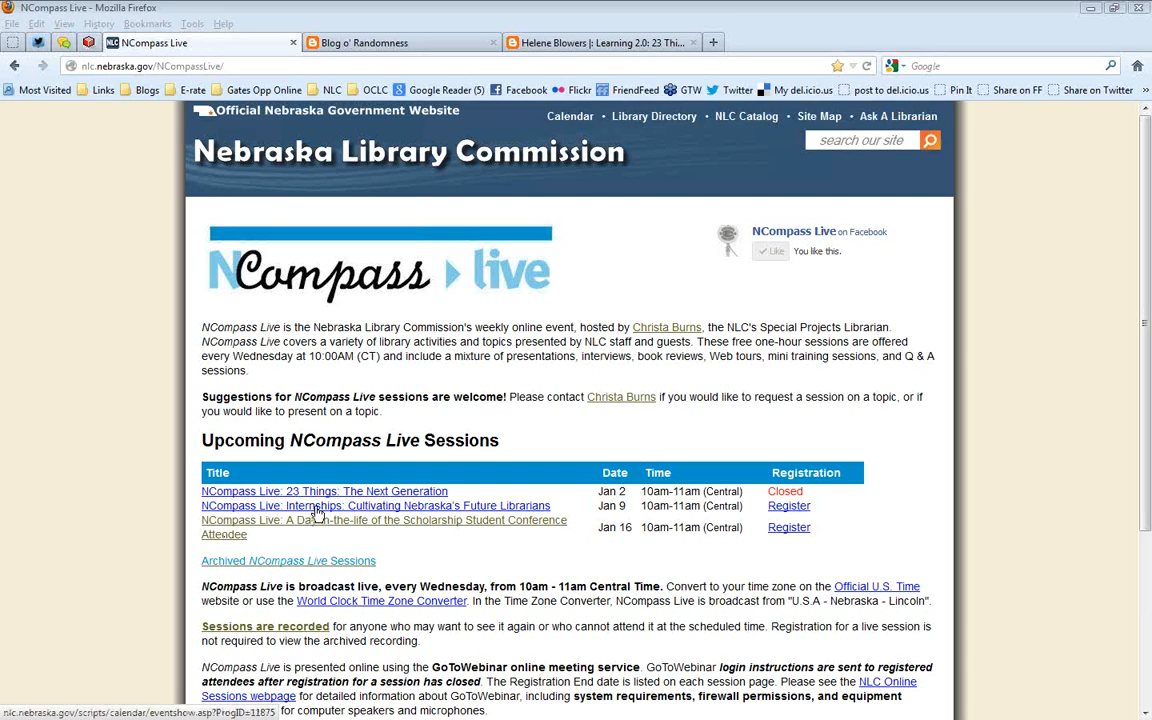 NCompass Live - Mozilla Firefox
File Edit View History Bookmarks Tools Help
NCompass Live Blog o' Randomness Helene Blowers |: Learning 2.0: 23 Thi...
nlc.nebraska.gov/NCompassLive/ Google
Most Visited Links Blogs E-rate Gates Opp Online NLC OCLC Google Reader (5) Facebook Flickr FriendFeed GTW Twitter My del.icio.us post to del.icio.us Pin It Share on FF Share on Twitter
Official Nebraska Government Website
Calendar • Library Directory • NLC Catalog • Site Map • Ask A Librarian
search our site
Nebraska Library Commission
NCompass live
NCompass Live on Facebook
Like You like this.
NCompass Live is the Nebraska Library Commission's weekly online event, hosted by Christa Burns, the NLC's Special Projects Librarian.
NCompass Live covers a variety of library activities and topics presented by NLC staff and guests. These free one-hour sessions are offered
every Wednesday at 10:00AM (CT) and include a mixture of presentations, interviews, book reviews, Web tours, mini training sessions, and Q & A
sessions.
Suggestions for NCompass Live sessions are welcome! Please contact Christa Burns if you would like to request a session on a topic, or if
you would like to present on a topic.
Upcoming NCompass Live Sessions
Title Date Time Registration
NCompass Live: 23 Things: The Next Generation Jan 2 10am-11am (Central) Closed
NCompass Live: Internships: Cultivating Nebraska's Future Librarians Jan 9 10am-11am (Central) Register
NCompass Live: A Day-in-the-life of the Scholarship Student Conference
Attendee Jan 16 10am-11am (Central) Register
Archived NCompass Live Sessions
NCompass Live is broadcast live, every Wednesday, from 10am - 11am Central Time. Convert to your time zone on the Official U.S. Time
website or use the World Clock Time Zone Converter. In the Time Zone Converter, NCompass Live is broadcast from "U.S.A - Nebraska - Lincoln".
Sessions are recorded for anyone who may want to see it again or who cannot attend it at the scheduled time. Registration for a live session is
not required to view the archived recording.
NCompass Live is presented online using the GoToWebinar online meeting service. GoToWebinar login instructions are sent to registered
attendees after registration for a session has closed. The Registration End date is listed on each session page. Please see the NLC Online
Sessions webpage for detailed information about GoToWebinar, including system requirements, firewall permissions, and equipment
for computer speakers and microphones.
nlc.nebraska.gov/scripts/calendar/eventshow.asp?ProgID=11875